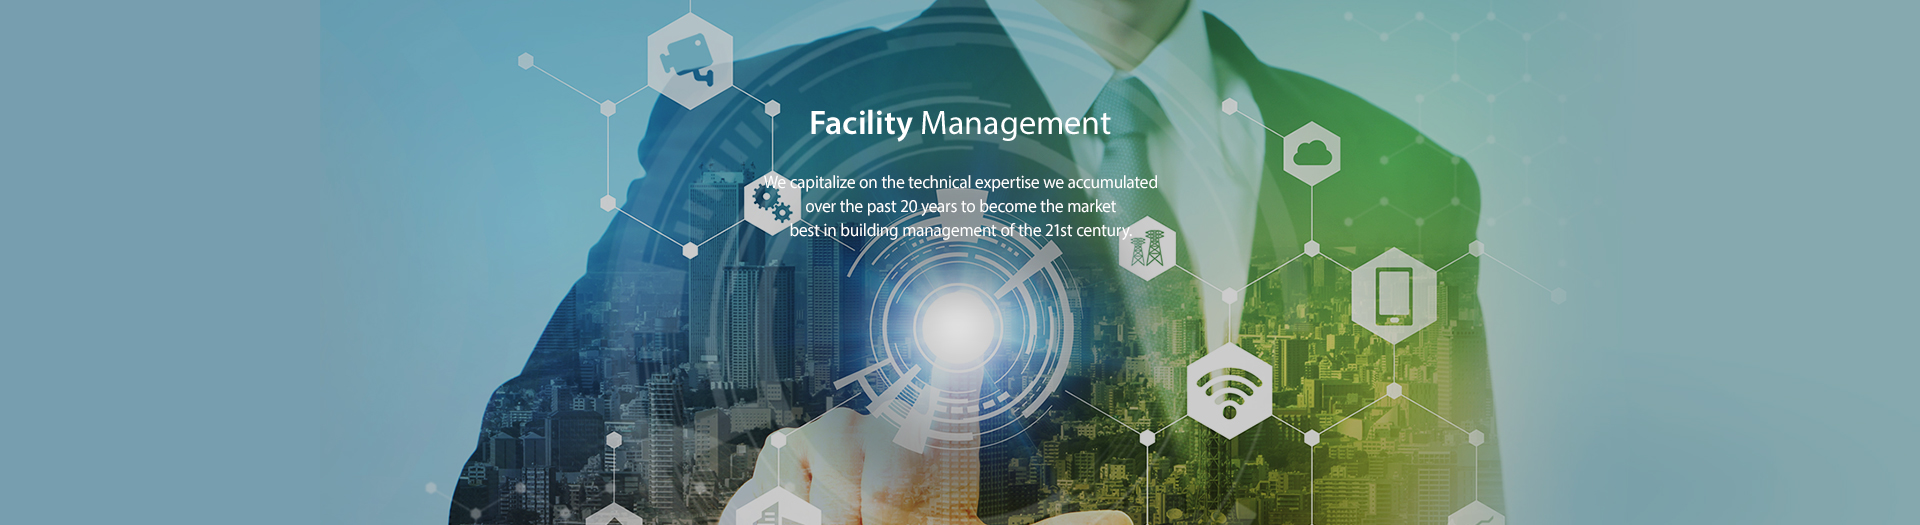 Facility Management
We capitalize on the technical expertise we accumulated
over the past 20 years to become the market
best in building management of the 21st century.